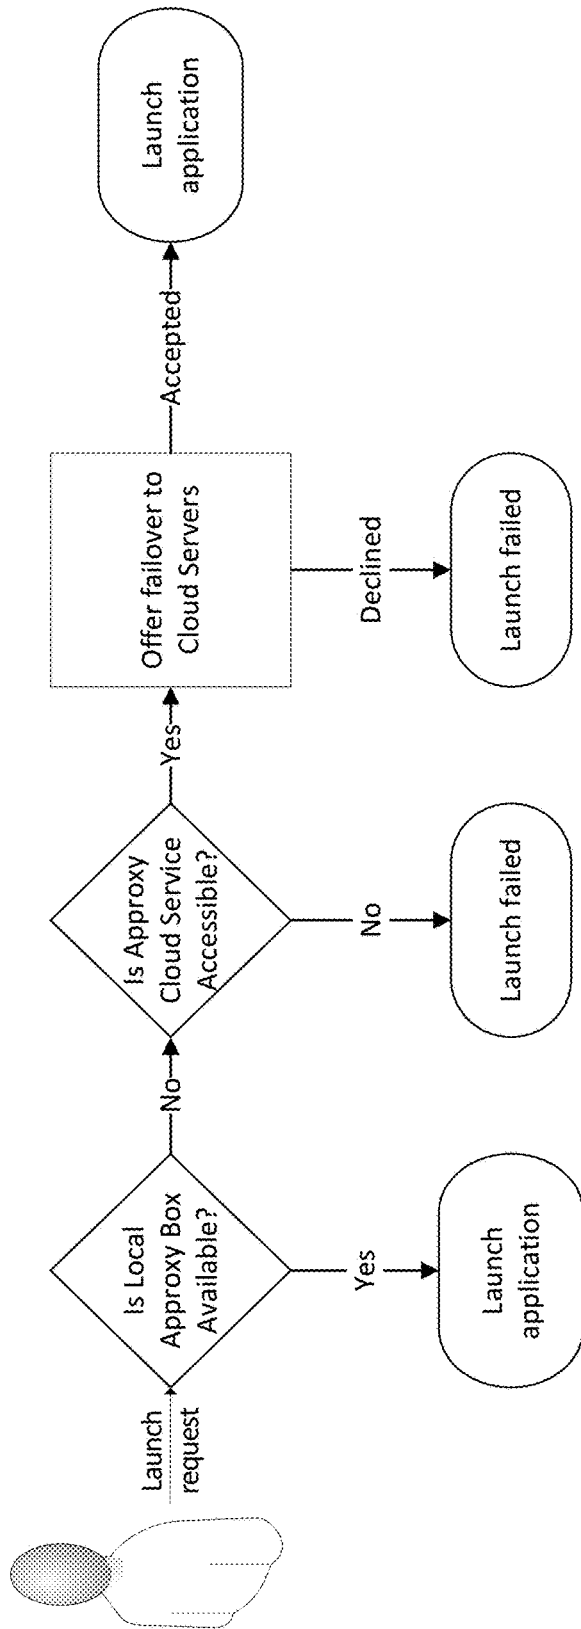 Launch
request
Is Local
Approxy Box
Available?
Yes
Launch
application
No
Is Approxy
Cloud Service
Accessible?
No
Launch failed
Yes
Offer failover to
Cloud Servers
Declined
Launch failed
Accepted
Launch
application